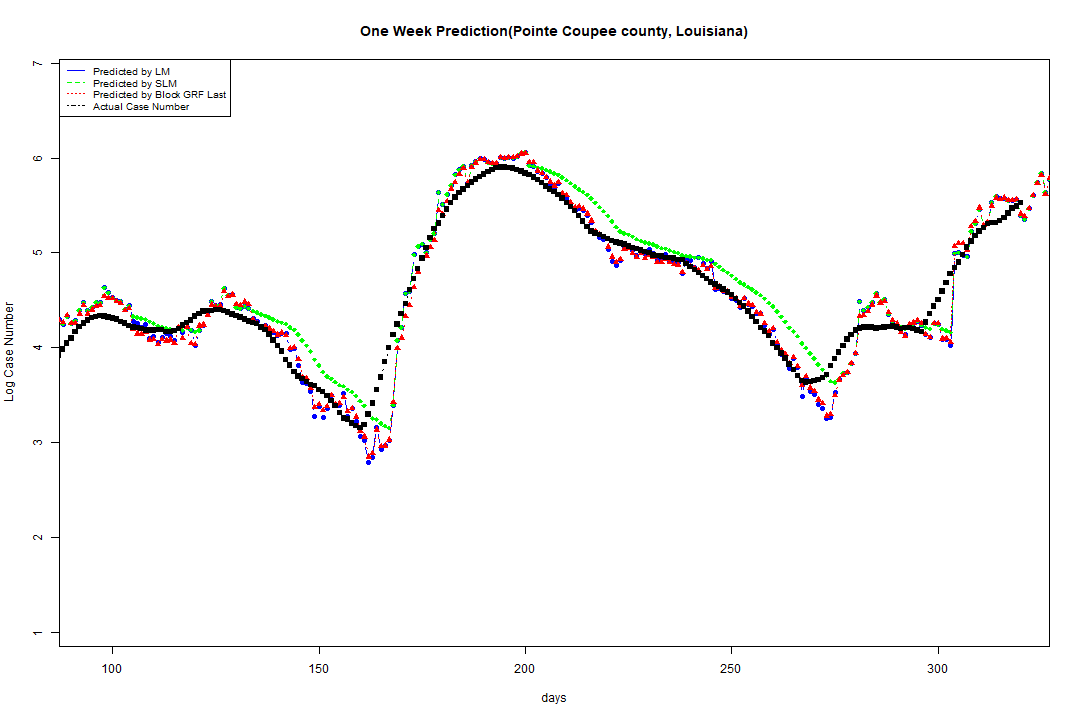 One Week Prediction(Pointe Coupee county, Louisiana)
Predicted by LM
Predicted by SLM
Predicted by Block GRF Last
Actual Case Number
7
6
5
4
3
2
1
Log Case Number
100 150 200 250 300
days